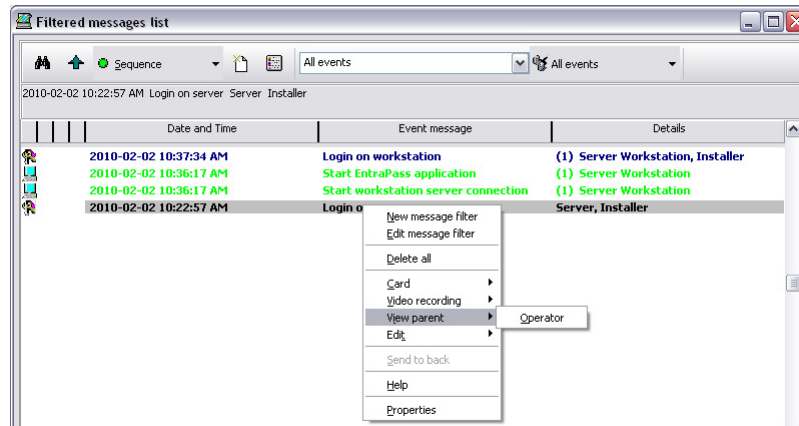 Filtered messages list
Sequence All events All events
2010-02-02 10:22:57 AM Login on server Server Installer
Date and Time Event message Details
2010-02-02 10:37:34 AM Login on workstation (1) Server Workstation, Installer
2010-02-02 10:36:17 AM Start EntraPass application (1) Server Workstation
2010-02-02 10:36:17 AM Start workstation server connection (1) Server Workstation
2010-02-02 10:22:57 AM Login o Server, Installer
New message filter
Edit message filter
Delete all
Card
Video recording
View parent Operator
Edit
Send to back
Help
Properties